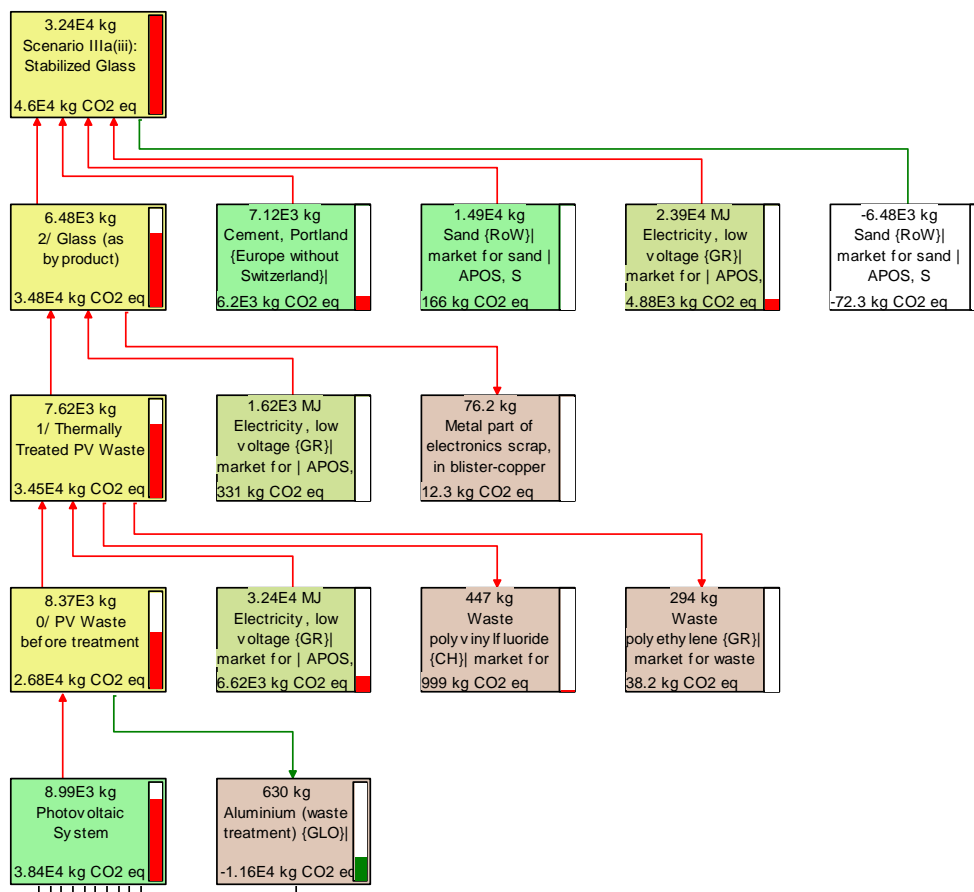 3.24E4 kg
Scenario IIIa(iii):
Stabilized Glass
4.6E4 kg CO2 eq
6.48E3 kg
2/ Glass (as
by product)
3.48E4 kg CO2 eq
7.12E3 kg
Cement, Portland
{Europe without
Switzerland}|
6.2E3 kg CO2 eq
1.49E4 kg
Sand {RoW}|
market for sand |
APOS, S
166 kg CO2 eq
2.39E4 MJ
Electricity, low
voltage {GR}|
market for | APOS,
4.88E3 kg CO2 eq
-6.48E3 kg
Sand {RoW}|
market for sand |
APOS, S
-72.3 kg CO2 eq
7.62E3 kg
1/ Thermally
Treated PV Waste
3.45E4 kg CO2 eq
1.62E3 MJ
Electricity, low
voltage {GR}|
market for | APOS,
331 kg CO2 eq
76.2 kg
Metal part of
electronics scrap,
in blister-copper
12.3 kg CO2 eq
8.37E3 kg
0/ PV Waste
before treatment
2.68E4 kg CO2 eq
3.24E4 MJ
Electricity, low
voltage {GR}|
market for | APOS,
6.62E3 kg CO2 eq
447 kg
Waste
polyvinylfluoride
{CH}| market for
999 kg CO2 eq
294 kg
Waste
polyethylene {GR}|
market for waste
38.2 kg CO2 eq
8.99E3 kg
Photovoltaic
System
3.84E4 kg CO2 eq
630 kg
Aluminium (waste
treatment) {GLO}|
-1.16E4 kg CO2 eq